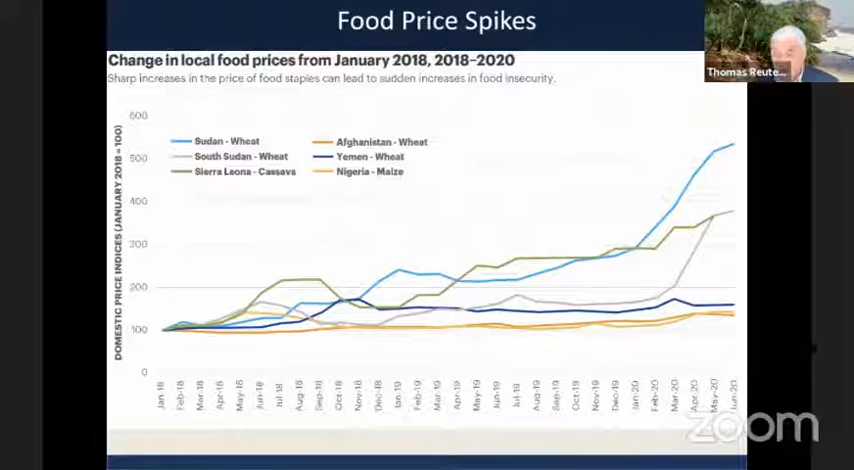 Food Price Spikes
Thomas Reute...
Change in local food prices from January 2018, 2018–2020
Sharp increases in the price of food staples can lead to sudden increases in food insecurity.
DOMESTIC PRICE INDICES (JANUARY 2018 = 100)
600
500
400
300
200
100
0
Sudan - Wheat
Afghanistan - Wheat
South Sudan - Wheat
Yemen - Wheat
Sierra Leona - Cassava
Nigeria - Maize
Jan-18 Feb-18 Mar-18 Apr-18 May-18 Jun-18 Jul-18 Aug-18 Sep-18 Oct-18 Nov-18 Dec-18 Jan-19 Feb-19 Mar-19 Apr-19 May-19 Jun-19 Jul-19 Aug-19 Sep-19 Oct-19 Nov-19 Dec-19 Jan-20 Feb-20 Mar-20 Apr-20 May-20 Jun-20
zoom